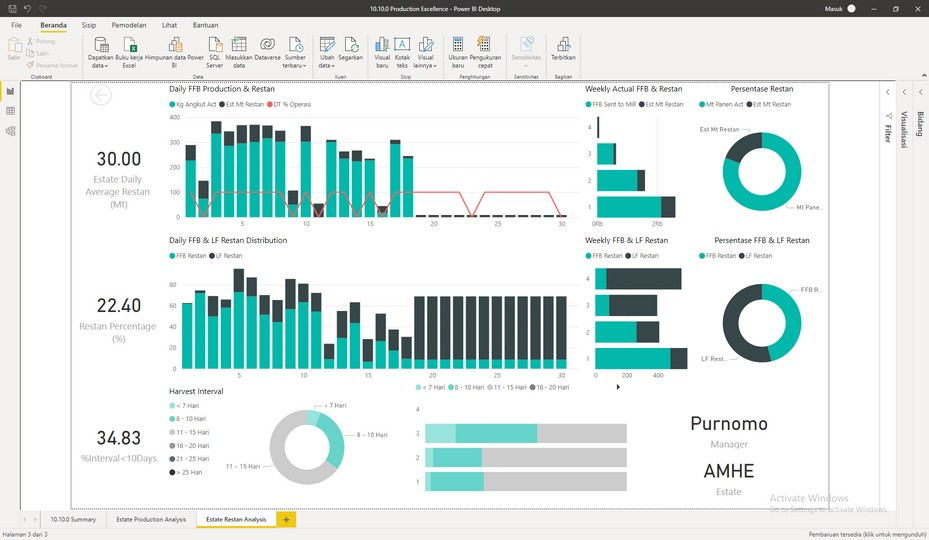 10.10.0 Production Excellence - Power BI Desktop
Masuk
File
Beranda
Sisip
Pemodelan
Lihat
Bantuan
Salin
Potong
Salin
Pewarna format
Clipboard
Dapatkan data
Buku kerja Excel
Himpunan data Power BI
SQL Server
Masukkan data
Dataverse
Sumber terbaru
Data
Ubah data
Segarkan
Kueri
Visual baru
Kotak teks
Visual lainnya
Sisip
Ukuran baru
Pengukuran cepat
Penghitungan
Sensitivitas
Sensitivitas
Terbitkan
Bagikan
30.00
Estate Daily
Average Restan
(Mt)
Daily FFB Production & Restan
Kg Angkut Act Est Mt Restan DT % Operasi
400
300
200
100
0
5 10 15 20 25 30
Weekly Actual FFB & Restan
FFB Sent to Mill Est Mt Restan
4
3
2
1
0Rb 2Rb
Persentase Restan
Mt Panen Act Est Mt Restan
Est Mt Restan
Mt Pane...
Filter
Visualisasi
Bidang
22.40
Restan Percentage
(%)
Daily FFB & LF Restan Distribution
FFB Restan LF Restan
80
60
40
20
0
5 10 15 20 25 30
Weekly FFB & LF Restan
FFB Restan LF Restan
4
3
2
1
0 200 400
Persentase FFB & LF Restan
FFB Restan LF Restan
FFB R...
LF Rest...
34.83
%Interval<10Days
Harvest Interval
< 7 Hari
8 - 10 Hari
11 - 15 Hari
16 - 20 Hari
21 - 25 Hari
> 25 Hari
< 7 Hari
8 - 10 Hari
11 - 15 Hari
< 7 Hari 8 - 10 Hari 11 - 15 Hari 16 - 20 Hari
4
3
2
1
Purnomo
Manager
AMHE
Estate
Activate Windows
Go to Settings to activate Windows.
10.10.0 Summary
Estate Production Analysis
Estate Restan Analysis
Halaman 3 dari 3
Pembaruan tersedia (klik untuk mengunduh)